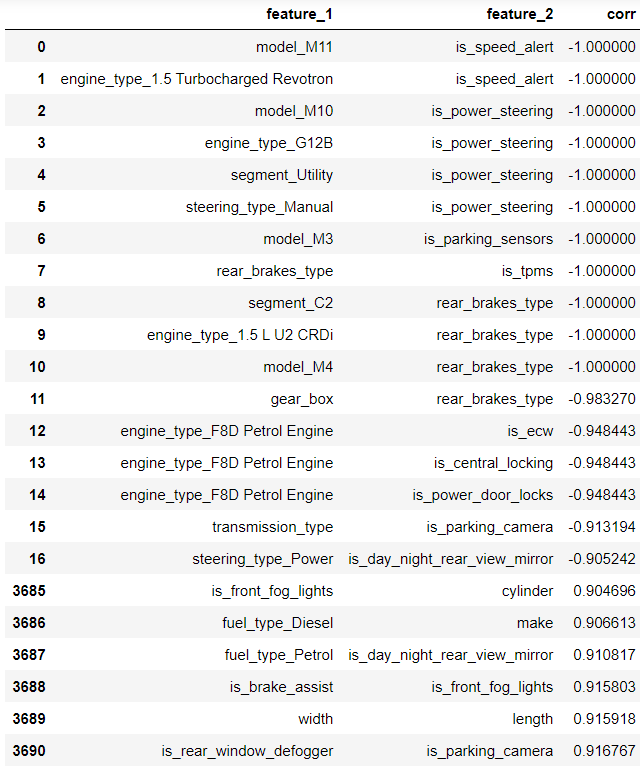 feature_1 feature_2 corr
0 model_M11 is_speed_alert -1.000000
1 engine_type_1.5 Turbocharged Revotron is_speed_alert -1.000000
2 model_M10 is_power_steering -1.000000
3 engine_type_G12B is_power_steering -1.000000
4 segment_Utility is_power_steering -1.000000
5 steering_type_Manual is_power_steering -1.000000
6 model_M3 is_parking_sensors -1.000000
7 rear_brakes_type is_tpms -1.000000
8 segment_C2 rear_brakes_type -1.000000
9 engine_type_1.5 L U2 CRDi rear_brakes_type -1.000000
10 model_M4 rear_brakes_type -1.000000
11 gear_box rear_brakes_type -0.983270
12 engine_type_F8D Petrol Engine is_ecw -0.948443
13 engine_type_F8D Petrol Engine is_central_locking -0.948443
14 engine_type_F8D Petrol Engine is_power_door_locks -0.948443
15 transmission_type is_parking_camera -0.913194
16 steering_type_Power is_day_night_rear_view_mirror -0.905242
3685 is_front_fog_lights cylinder 0.904696
3686 fuel_type_Diesel make 0.906613
3687 fuel_type_Petrol is_day_night_rear_view_mirror 0.910817
3688 is_brake_assist is_front_fog_lights 0.915803
3689 width length 0.915918
3690 is_rear_window_defogger is_parking_camera 0.916767